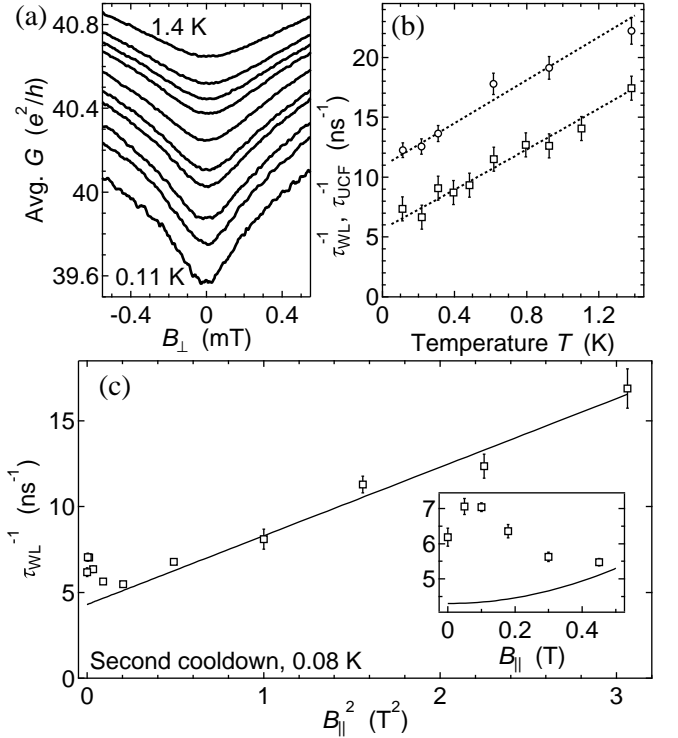 (a)
40.8
40.4
40
39.6
Avg. G (e²/h)
1.4 K
0.11 K
-0.4
0
0.4
B⊥ (mT)
(b)
20
15
10
5
0
τWL⁻¹, τUCF⁻¹ (ns⁻¹)
0
0.4
0.8
1.2
Temperature T (K)
(c)
15
10
5
0
τWL⁻¹ (ns⁻¹)
Second cooldown, 0.08 K
0
1
2
3
B||² (T²)
7
6
5
0
0.2
0.4
B|| (T)